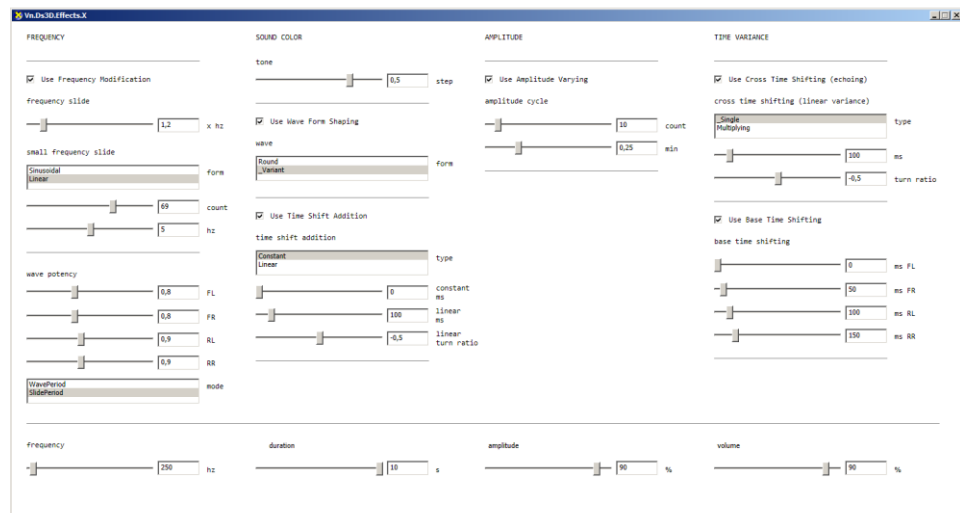 Vn.Ds3D.Effects.X
FREQUENCY
Use Frequency Modification
frequency slide
1,2 x hz
small frequency slide
Sinusoidal
Linear
form
69 count
5 hz
wave potency
0,8 FL
0,8 FR
0,9 RL
0,9 RR
WavePeriod
SlidePeriod
mode
SOUND COLOR
tone
0,5 step
Use Wave Form Shaping
wave
Round
_Variant
form
Use Time Shift Addition
time shift addition
Constant
Linear
type
0 constant
ms
100 linear
ms
-0,5 linear
turn ratio
AMPLITUDE
Use Amplitude Varying
amplitude cycle
10 count
0,25 min
TIME VARIANCE
Use Cross Time Shifting (echoing)
cross time shifting (linear variance)
_Single
Multiplying
type
100 ms
-0,5 turn ratio
Use Base Time Shifting
base time shifting
0 ms FL
50 ms FR
100 ms RL
150 ms RR
frequency
250 hz
duration
10 s
amplitude
90 %
volume
90 %